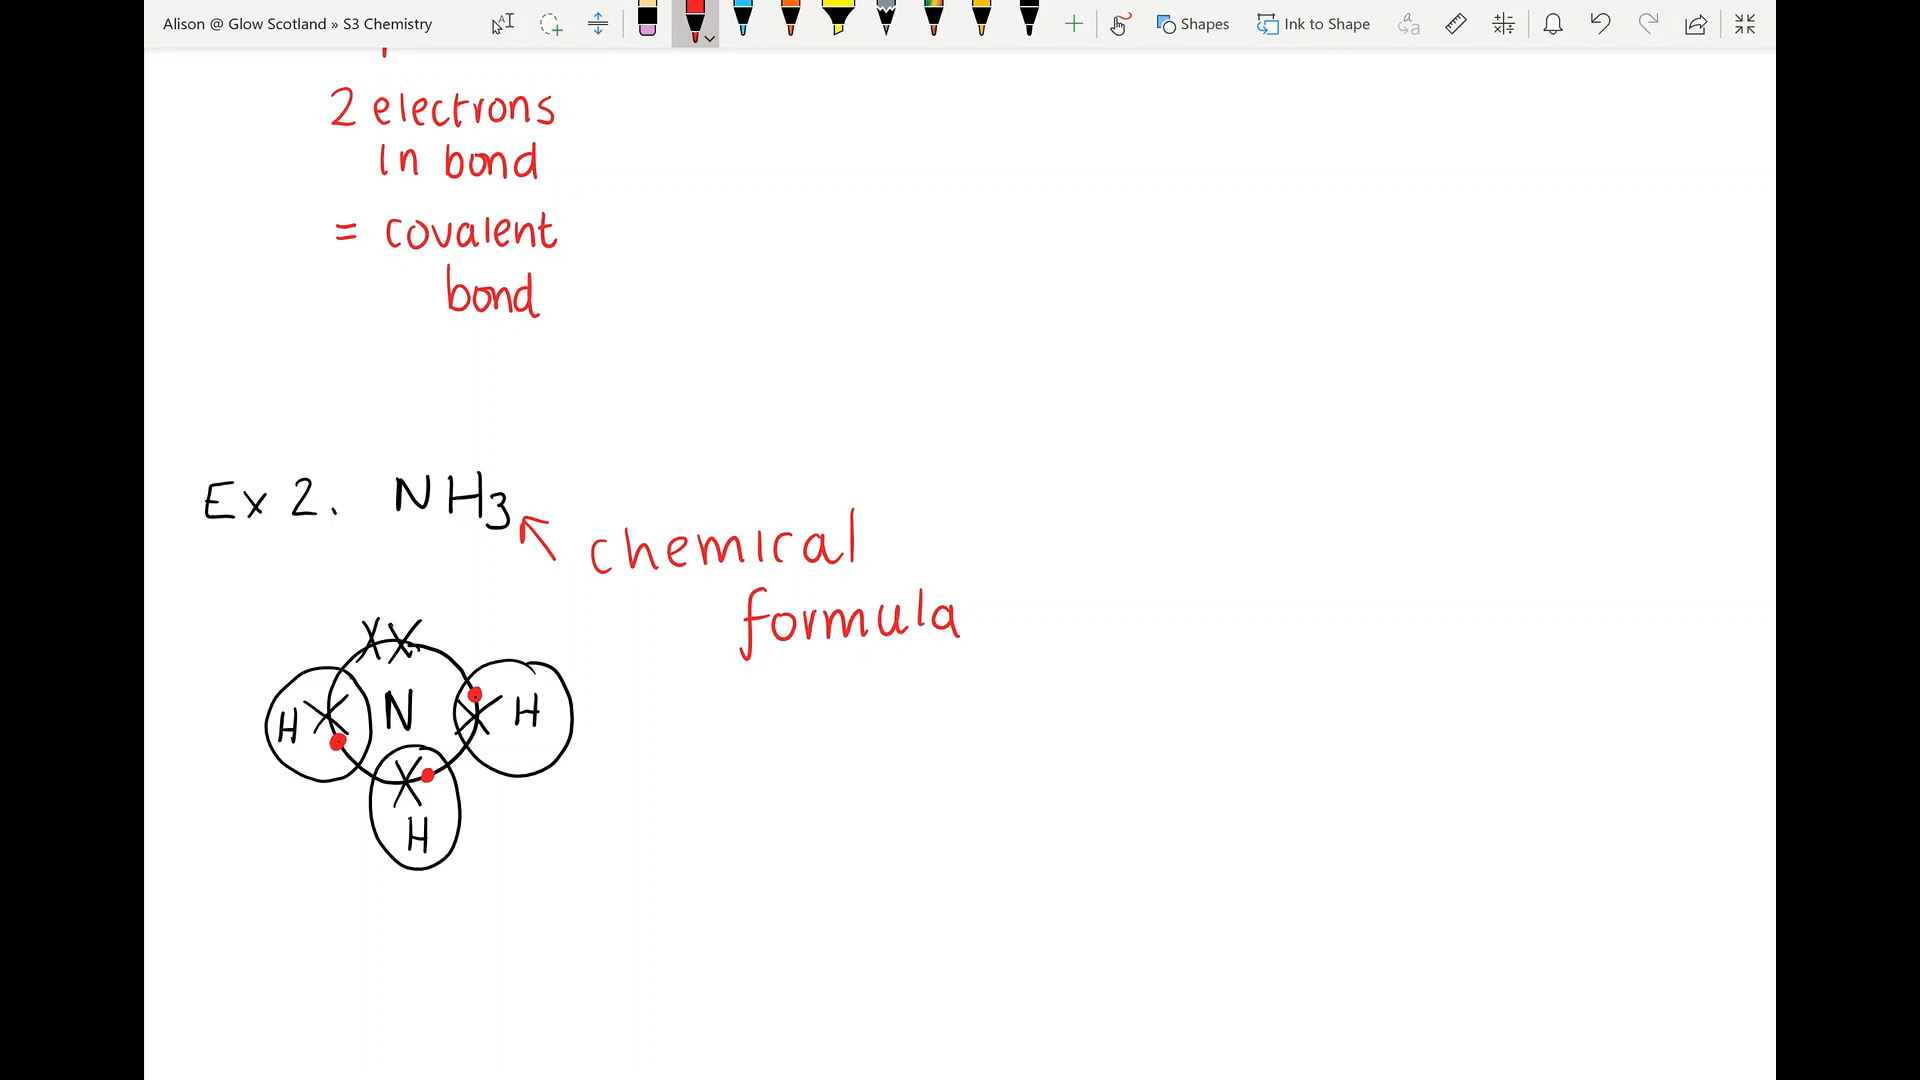 Alison @ Glow Scotland » S3 Chemistry
Shapes
Ink to Shape
2 electrons
in bond
= covalent
bond
Ex 2. NH3
chemical
formula
XX
H X N X H
X
H